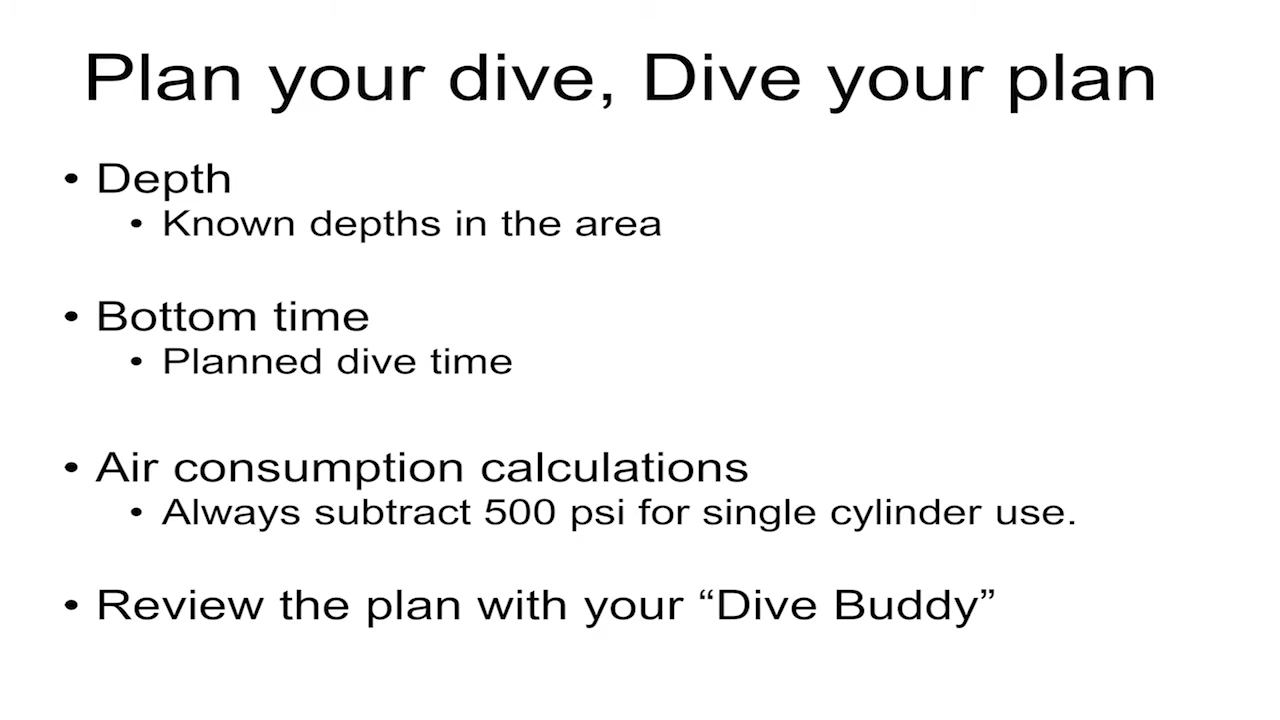 Plan your dive, Dive your plan
• Depth
• Known depths in the area
• Bottom time
• Planned dive time
• Air consumption calculations
• Always subtract 500 psi for single cylinder use.
• Review the plan with your “Dive Buddy”